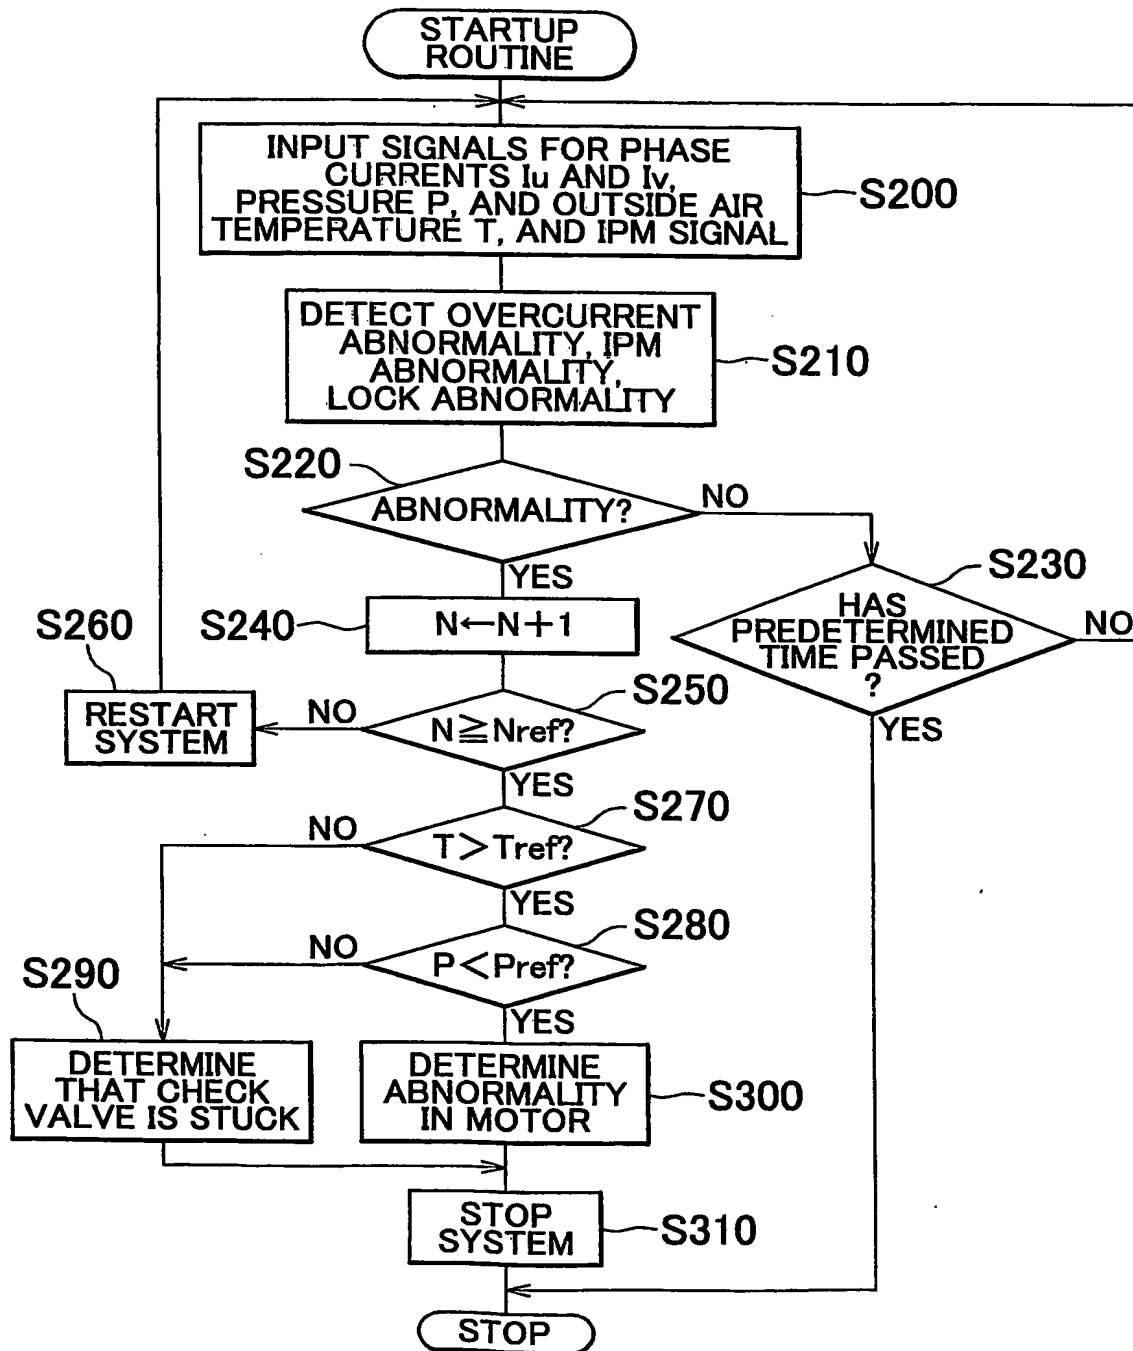 STARTUP
ROUTINE
INPUT SIGNALS FOR PHASE
CURRENTS Iu AND Iv,
PRESSURE P, AND OUTSIDE AIR
TEMPERATURE T, AND IPM SIGNAL
S200
DETECT OVERCURRENT
ABNORMALITY, IPM
ABNORMALITY,
LOCK ABNORMALITY
S210
S220
ABNORMALITY?
NO
YES
S230
HAS
PREDETERMINED
TIME PASSED
?
NO
YES
S240
N←N+1
S260
RESTART
SYSTEM
NO
S250
N≧Nref?
YES
S270
NO
T>Tref?
YES
S280
NO
P<Pref?
YES
S290
DETERMINE
THAT CHECK
VALVE IS STUCK
DETERMINE
ABNORMALITY
IN MOTOR
S300
STOP
SYSTEM
S310
STOP